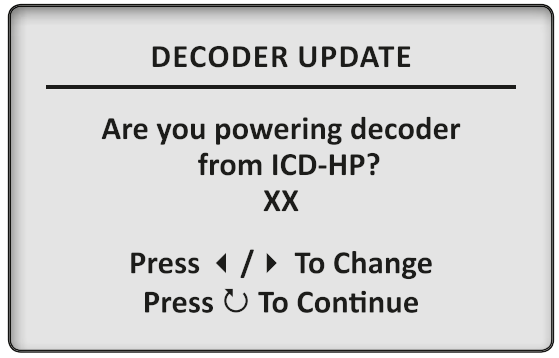 DECODER UPDATE
Are you powering decoder
from ICD-HP?
XX
Press ◀ / ▶ To Change
Press ↻ To Continue